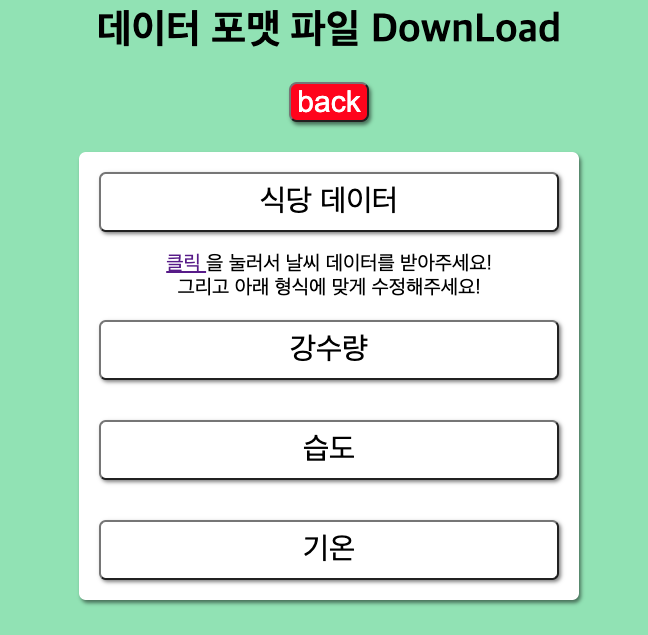 데이터 포맷 파일 DownLoad
back
식당 데이터
클릭 을 눌러서 날씨 데이터를 받아주세요!
그리고 아래 형식에 맞게 수정해주세요!
강수량
습도
기온